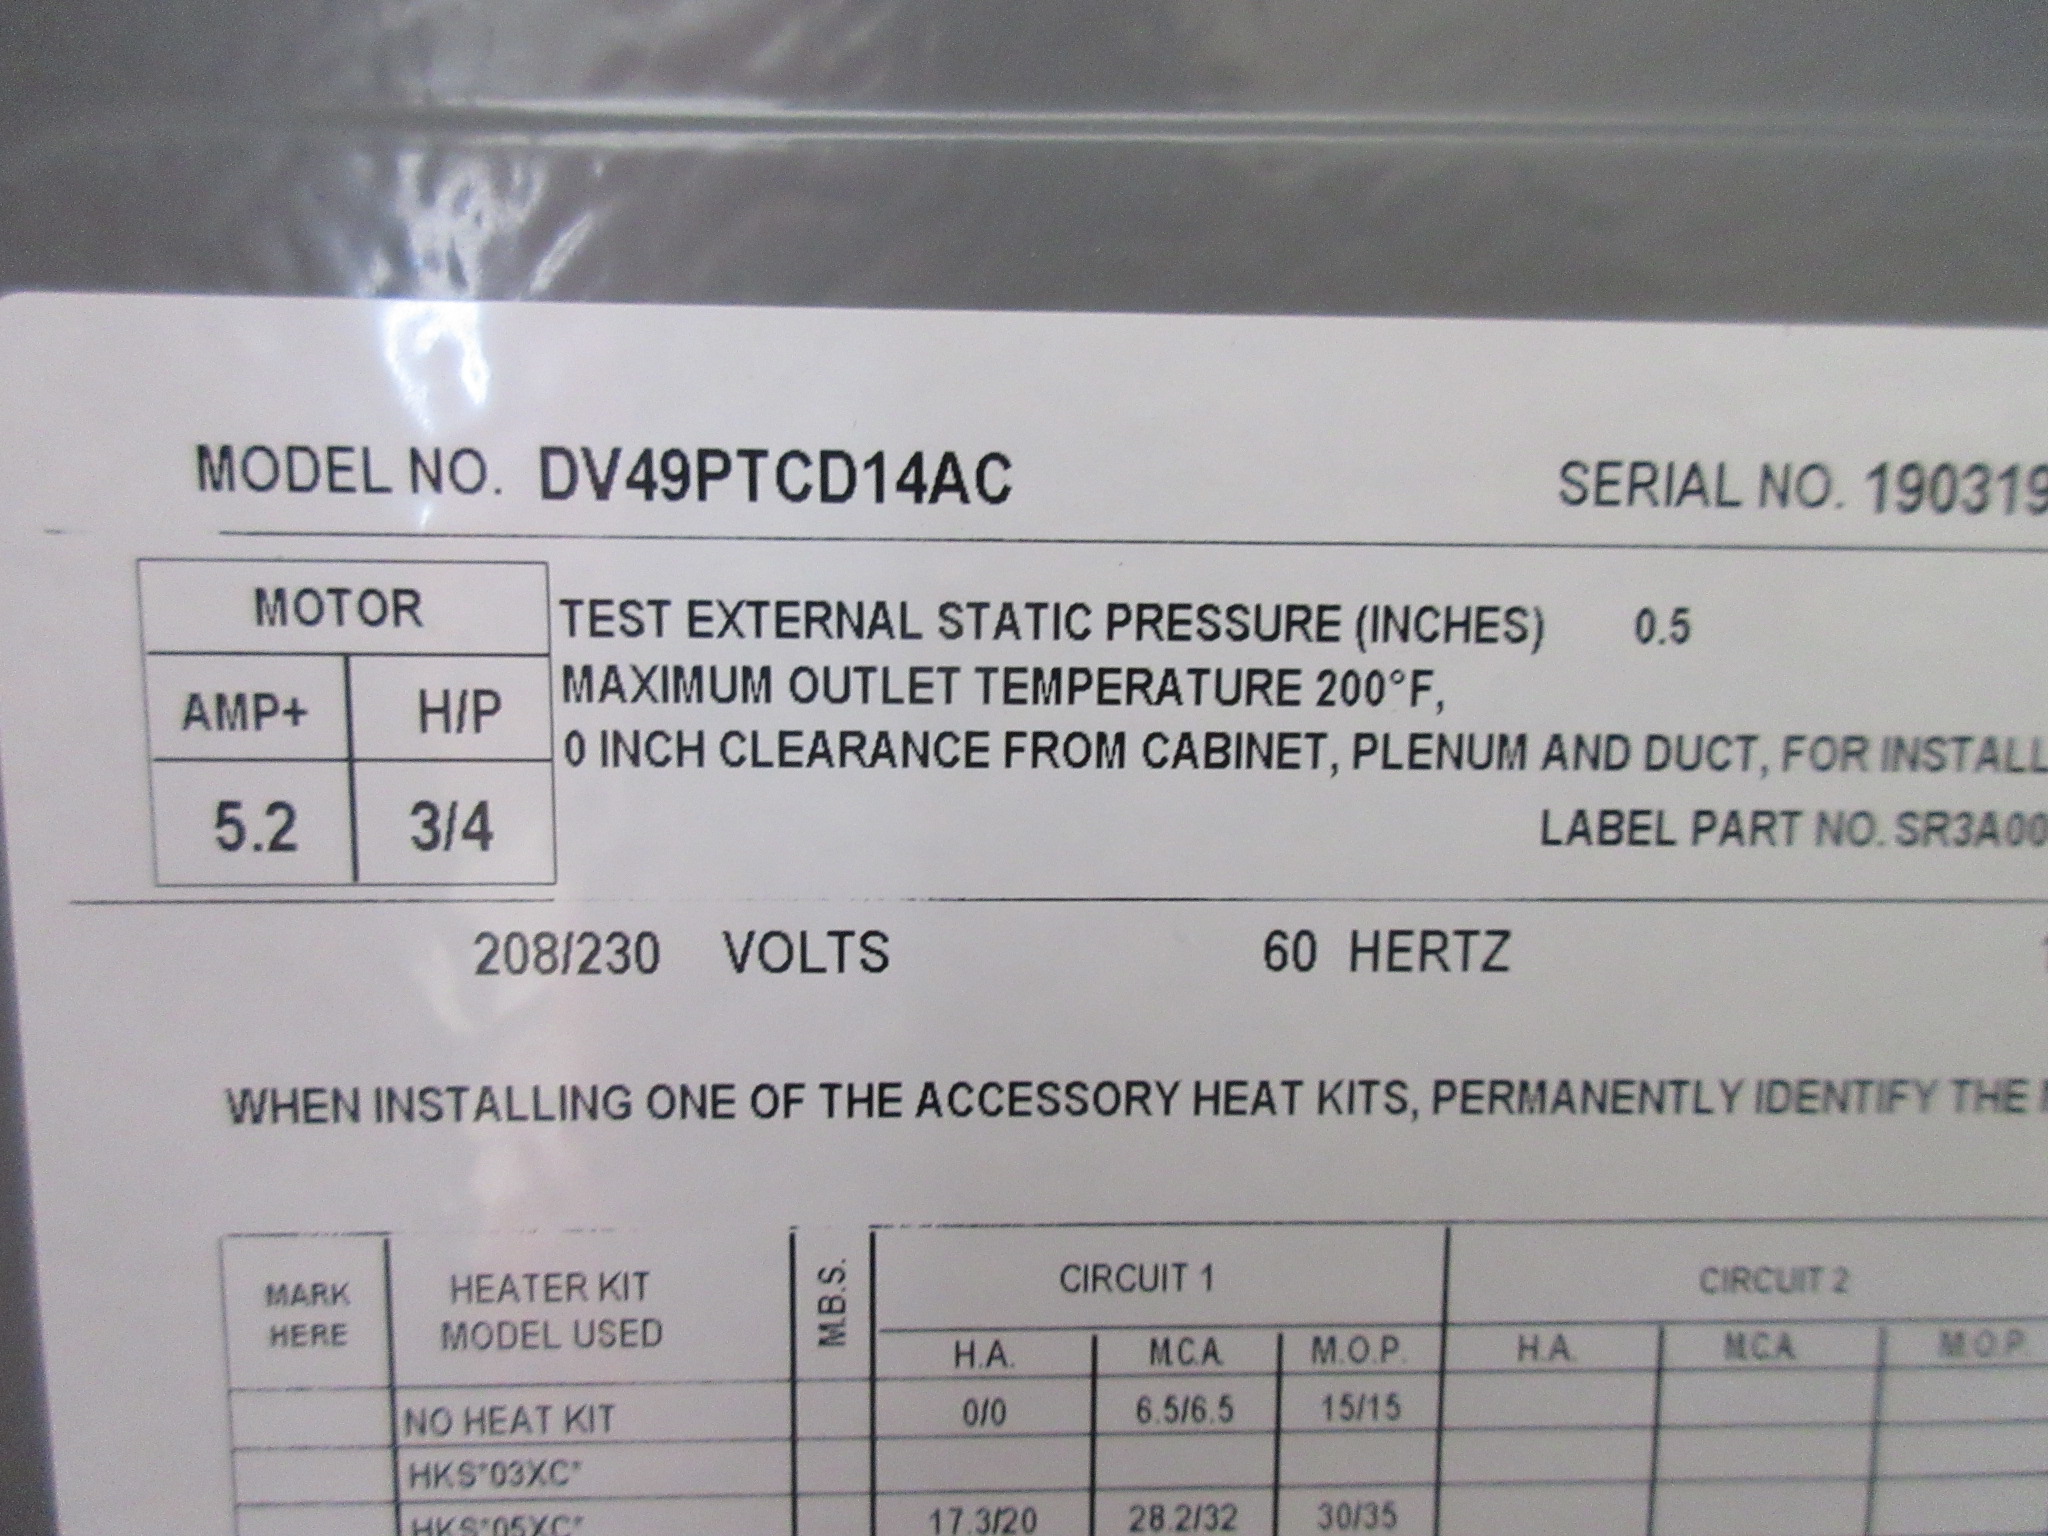 MODEL NO. DV49PTCD14AC SERIAL NO. 190319
MOTOR
AMP+ H/P
5.2 3/4
TEST EXTERNAL STATIC PRESSURE (INCHES) 0.5
MAXIMUM OUTLET TEMPERATURE 200°F,
0 INCH CLEARANCE FROM CABINET, PLENUM AND DUCT, FOR INSTALL
LABEL PART NO. SR3A00
208/230 VOLTS 60 HERTZ
WHEN INSTALLING ONE OF THE ACCESSORY HEAT KITS, PERMANENTLY IDENTIFY THE
MARK HERE HEATER KIT MODEL USED M.B.S. CIRCUIT 1 CIRCUIT 2
H.A. M.C.A M.O.P. H.A. M.C.A M.O.P.
NO HEAT KIT 0/0 6.5/6.5 15/15
HKS*03XC*
HKS*05XC* 17.3/20 28.2/32 30/35